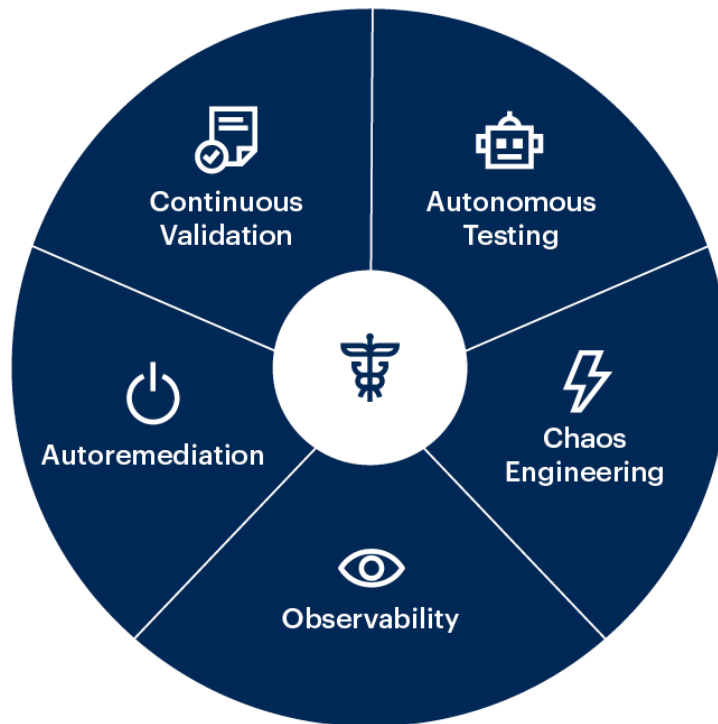 Continuous
Validation
Autonomous
Testing
Chaos
Engineering
Observability
Autoremediation